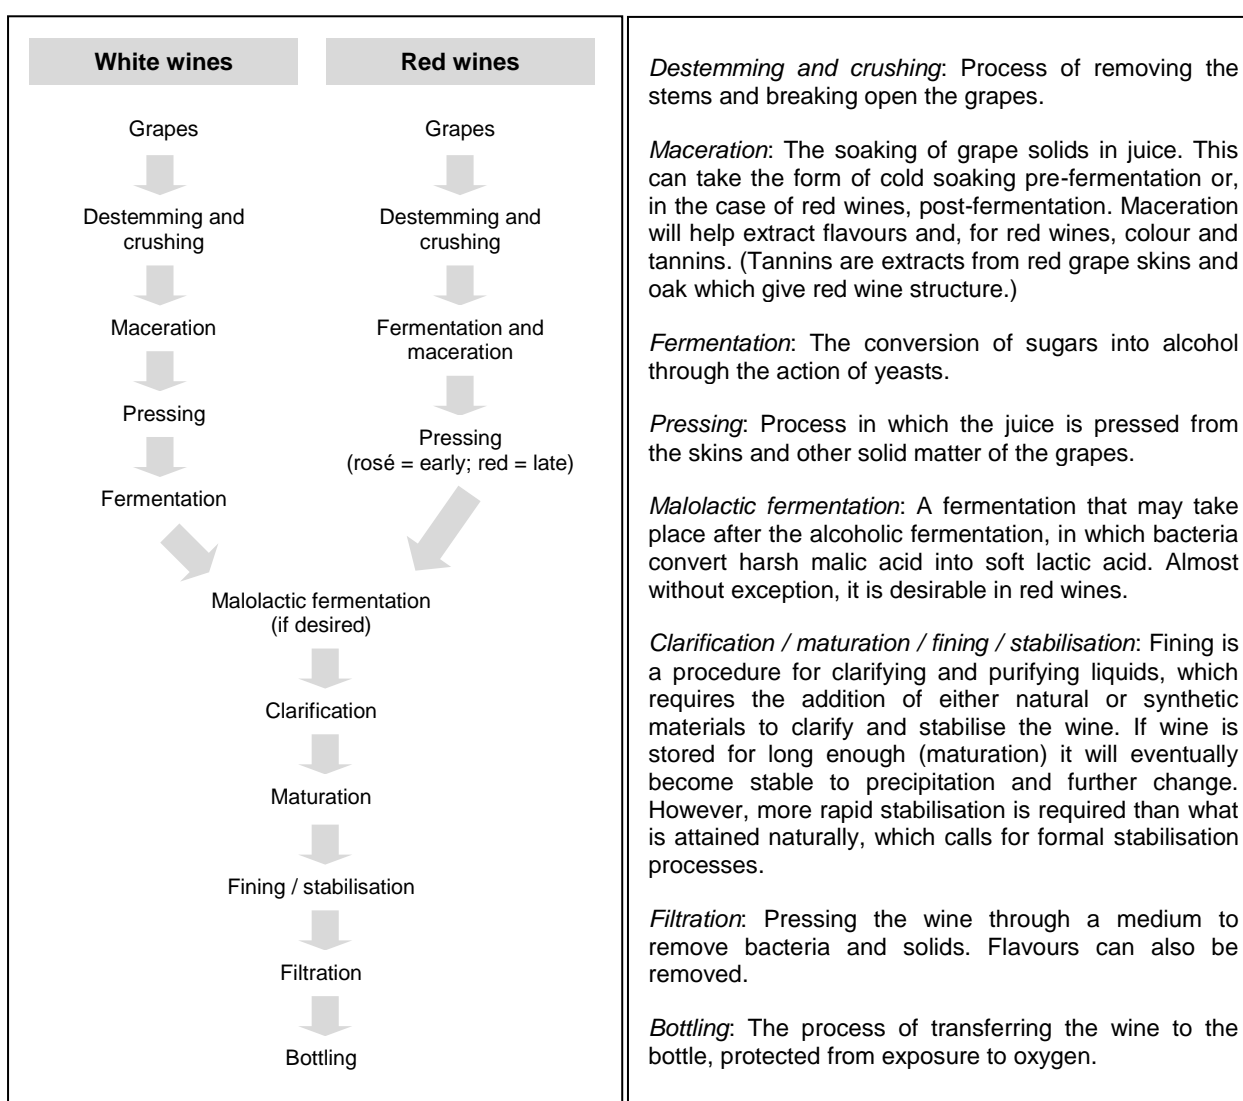 White wines
Red wines
Grapes
Grapes
Destemming and
crushing
Destemming and
crushing
Maceration
Fermentation and
maceration
Pressing
Pressing
(rosé = early; red = late)
Fermentation
Malolactic fermentation
(if desired)
Clarification
Maturation
Fining / stabilisation
Filtration
Bottling
Destemming and crushing: Process of removing the
stems and breaking open the grapes.
Maceration: The soaking of grape solids in juice. This
can take the form of cold soaking pre-fermentation or,
in the case of red wines, post-fermentation. Maceration
will help extract flavours and, for red wines, colour and
tannins. (Tannins are extracts from red grape skins and
oak which give red wine structure.)
Fermentation: The conversion of sugars into alcohol
through the action of yeasts.
Pressing: Process in which the juice is pressed from
the skins and other solid matter of the grapes.
Malolactic fermentation: A fermentation that may take
place after the alcoholic fermentation, in which bacteria
convert harsh malic acid into soft lactic acid. Almost
without exception, it is desirable in red wines.
Clarification / maturation / fining / stabilisation: Fining is
a procedure for clarifying and purifying liquids, which
requires the addition of either natural or synthetic
materials to clarify and stabilise the wine. If wine is
stored for long enough (maturation) it will eventually
become stable to precipitation and further change.
However, more rapid stabilisation is required than what
is attained naturally, which calls for formal stabilisation
processes.
Filtration: Pressing the wine through a medium to
remove bacteria and solids. Flavours can also be
removed.
Bottling: The process of transferring the wine to the
bottle, protected from exposure to oxygen.